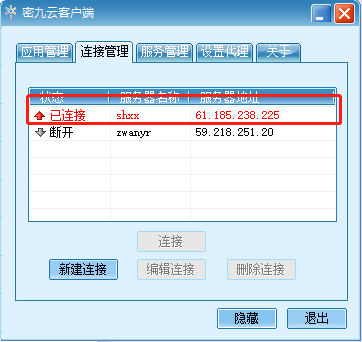 密九云客户端
应用管理 连接管理 服务管理 设置代理 关于
状态 服务器名称 服务器地址
已连接 shxx 61.185.238.225
断开 zwanyr 59.218.251.20
连接
新建连接 编辑连接 删除连接
隐藏 退出